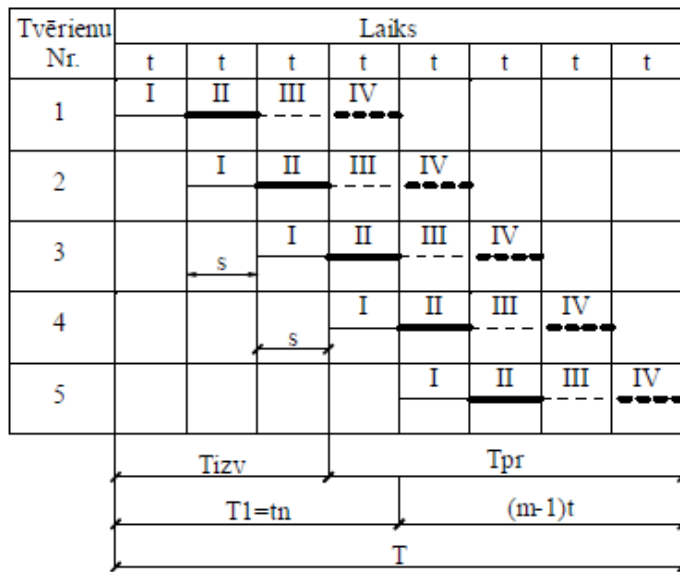 Tvērienu Laiks
Nr. t t t t t t t t
1 I II III IV
2 I II III IV
3 I II III IV
s
4 I II III IV
s
5 I II III IV
Tizv Tpr
T1=tn (m-1)t
T